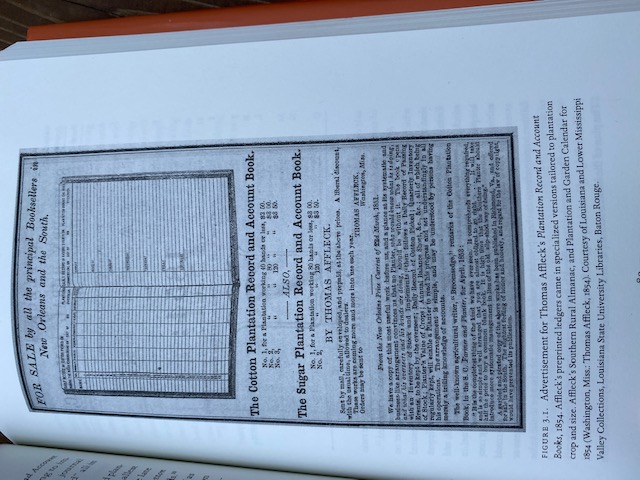 FOR SALE by all the principal Booksellers in
New Orleans and the South.
The Cotton Plantation Record and Account Book.
No. 1, for a Plantation working 40 hands or less, $2 50.
No. 2, " " 80 " " $3 00.
No. 3, " " 120 " " $3 50.
ALSO,
The Sugar Plantation Record and Account Book.
No. 1, for a Plantation working 80 hands or less, $3 00.
No. 2, " " 120 " " $3 50.
BY THOMAS AFFLECK.
Sent by mail, carefully enveloped, and prepaid, at the above prices. A liberal discount,
with the usual time, allowed to dealers.
These works are coming more and more into use each year.
Orders may be sent to THOMAS AFFLECK,
Washington, Miss.
From the New Orleans Price Current of 22d March, 1851.
We have a copy of this most useful work before us, and a glance at its systematic and
business-like arrangement convinces us that no Planter, who would know what he is doing,
and what his overseers and his hands are doing, should be without it. The book opens
with an Inventory of Stock and Implements; then follows a Daily Record of Passing
Events, to be kept by the overseer; Daily Record of Cotton Picked; Quarterly Inventory
of Stock; Planter's Value of Crops; Annual Balance Sheet, &c., &c.; all of which being
regularly kept, will enable a Planter to read his progress and act understandingly in all
his operations. The arrangement is simple, and may be understood by persons having
merely a trifling knowledge of accounts.
The well-known agricultural writer, "Broomsedge," remarks of the Cotton Plantation
Book, in the S. C. Farmer and Planter, for April, 1853:
"It is the completest thing of the kind we have ever seen. It comprehends everything required,
and is so simple and well arranged that you are almost obliged to go right. It will take
half the price to buy a common blank book. It is high time that the Southern Planter should
introduce more systematic management in lieu of the old, slip-shod way of doing."
A garbled and pirated copy of the above works has been published in Richmond, Va., and offered
for sale by the South. The slightest feeling of honor and honesty, and regard for the law of copyright,
would have prevented its publication.
FIGURE 3.1. Advertisement for Thomas Affleck's Plantation Record and Account
Books, 1854. Affleck's preprinted ledgers came in specialized versions tailored to plantation
crop and size. Affleck's Southern Rural Almanac, and Plantation and Garden Calendar for
1854 (Washington, Miss.: Thomas Affleck, 1854). Courtesy of Louisiana and Lower Mississippi
Valley Collections, Louisiana State University Libraries, Baton Rouge.